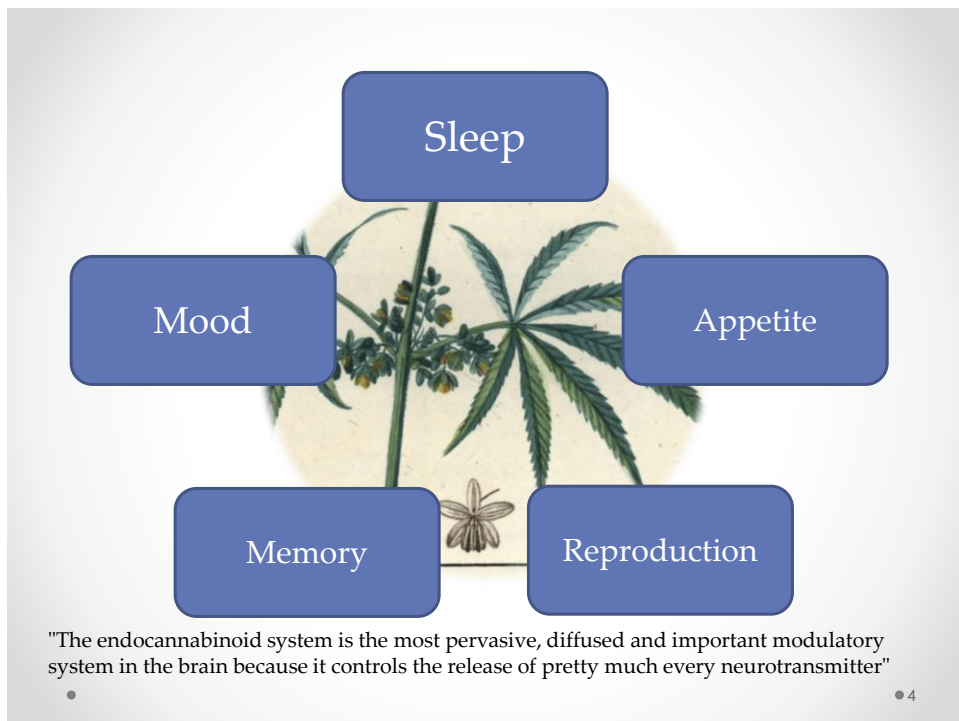 Sleep
Mood
Appetite
Memory
Reproduction
"The endocannabinoid system is the most pervasive, diffused and important modulatory
system in the brain because it controls the release of pretty much every neurotransmitter"
4